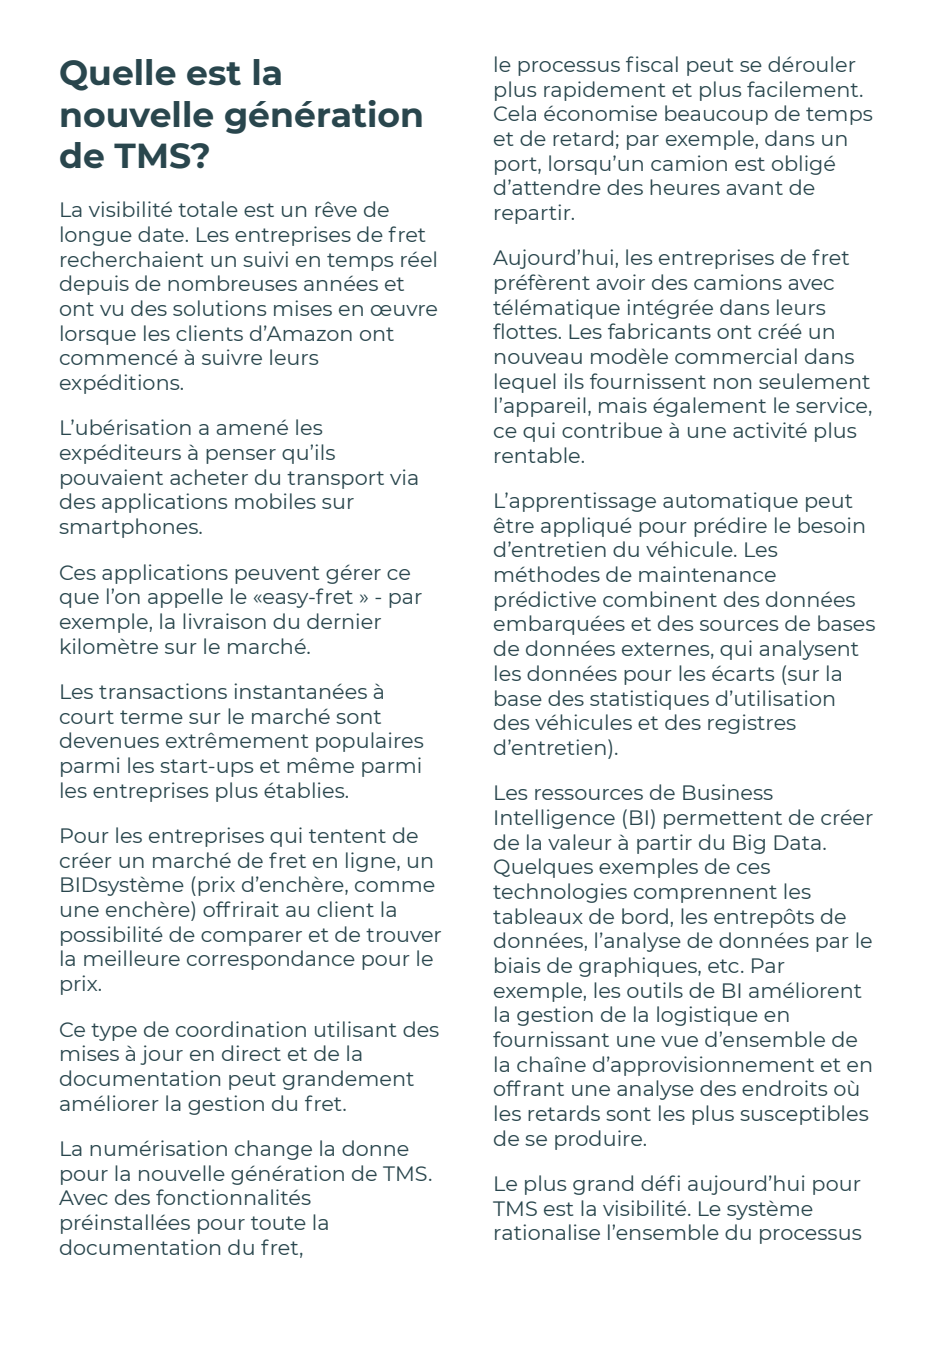 Quelle est la
nouvelle génération
de TMS?
La visibilité totale est un rêve de
longue date. Les entreprises de fret
recherchaient un suivi en temps réel
depuis de nombreuses années et
ont vu des solutions mises en œuvre
lorsque les clients d’Amazon ont
commencé à suivre leurs
expéditions.
L’ubérisation a amené les
expéditeurs à penser qu’ils
pouvaient acheter du transport via
des applications mobiles sur
smartphones.
Ces applications peuvent gérer ce
que l’on appelle le «easy-fret » - par
exemple, la livraison du dernier
kilomètre sur le marché.
Les transactions instantanées à
court terme sur le marché sont
devenues extrêmement populaires
parmi les start-ups et même parmi
les entreprises plus établies.
Pour les entreprises qui tentent de
créer un marché de fret en ligne, un
BIDsystème (prix d’enchère, comme
une enchère) offrirait au client la
possibilité de comparer et de trouver
la meilleure correspondance pour le
prix.
Ce type de coordination utilisant des
mises à jour en direct et de la
documentation peut grandement
améliorer la gestion du fret.
La numérisation change la donne
pour la nouvelle génération de TMS.
Avec des fonctionnalités
préinstallées pour toute la
documentation du fret,
le processus fiscal peut se dérouler
plus rapidement et plus facilement.
Cela économise beaucoup de temps
et de retard; par exemple, dans un
port, lorsqu’un camion est obligé
d’attendre des heures avant de
repartir.
Aujourd’hui, les entreprises de fret
préfèrent avoir des camions avec
télématique intégrée dans leurs
flottes. Les fabricants ont créé un
nouveau modèle commercial dans
lequel ils fournissent non seulement
l’appareil, mais également le service,
ce qui contribue à une activité plus
rentable.
L’apprentissage automatique peut
être appliqué pour prédire le besoin
d’entretien du véhicule. Les
méthodes de maintenance
prédictive combinent des données
embarquées et des sources de bases
de données externes, qui analysent
les données pour les écarts (sur la
base des statistiques d’utilisation
des véhicules et des registres
d’entretien).
Les ressources de Business
Intelligence (BI) permettent de créer
de la valeur à partir du Big Data.
Quelques exemples de ces
technologies comprennent les
tableaux de bord, les entrepôts de
données, l’analyse de données par le
biais de graphiques, etc. Par
exemple, les outils de BI améliorent
la gestion de la logistique en
fournissant une vue d’ensemble de
la chaîne d’approvisionnement et en
offrant une analyse des endroits où
les retards sont les plus susceptibles
de se produire.
Le plus grand défi aujourd’hui pour
TMS est la visibilité. Le système
rationalise l’ensemble du processus